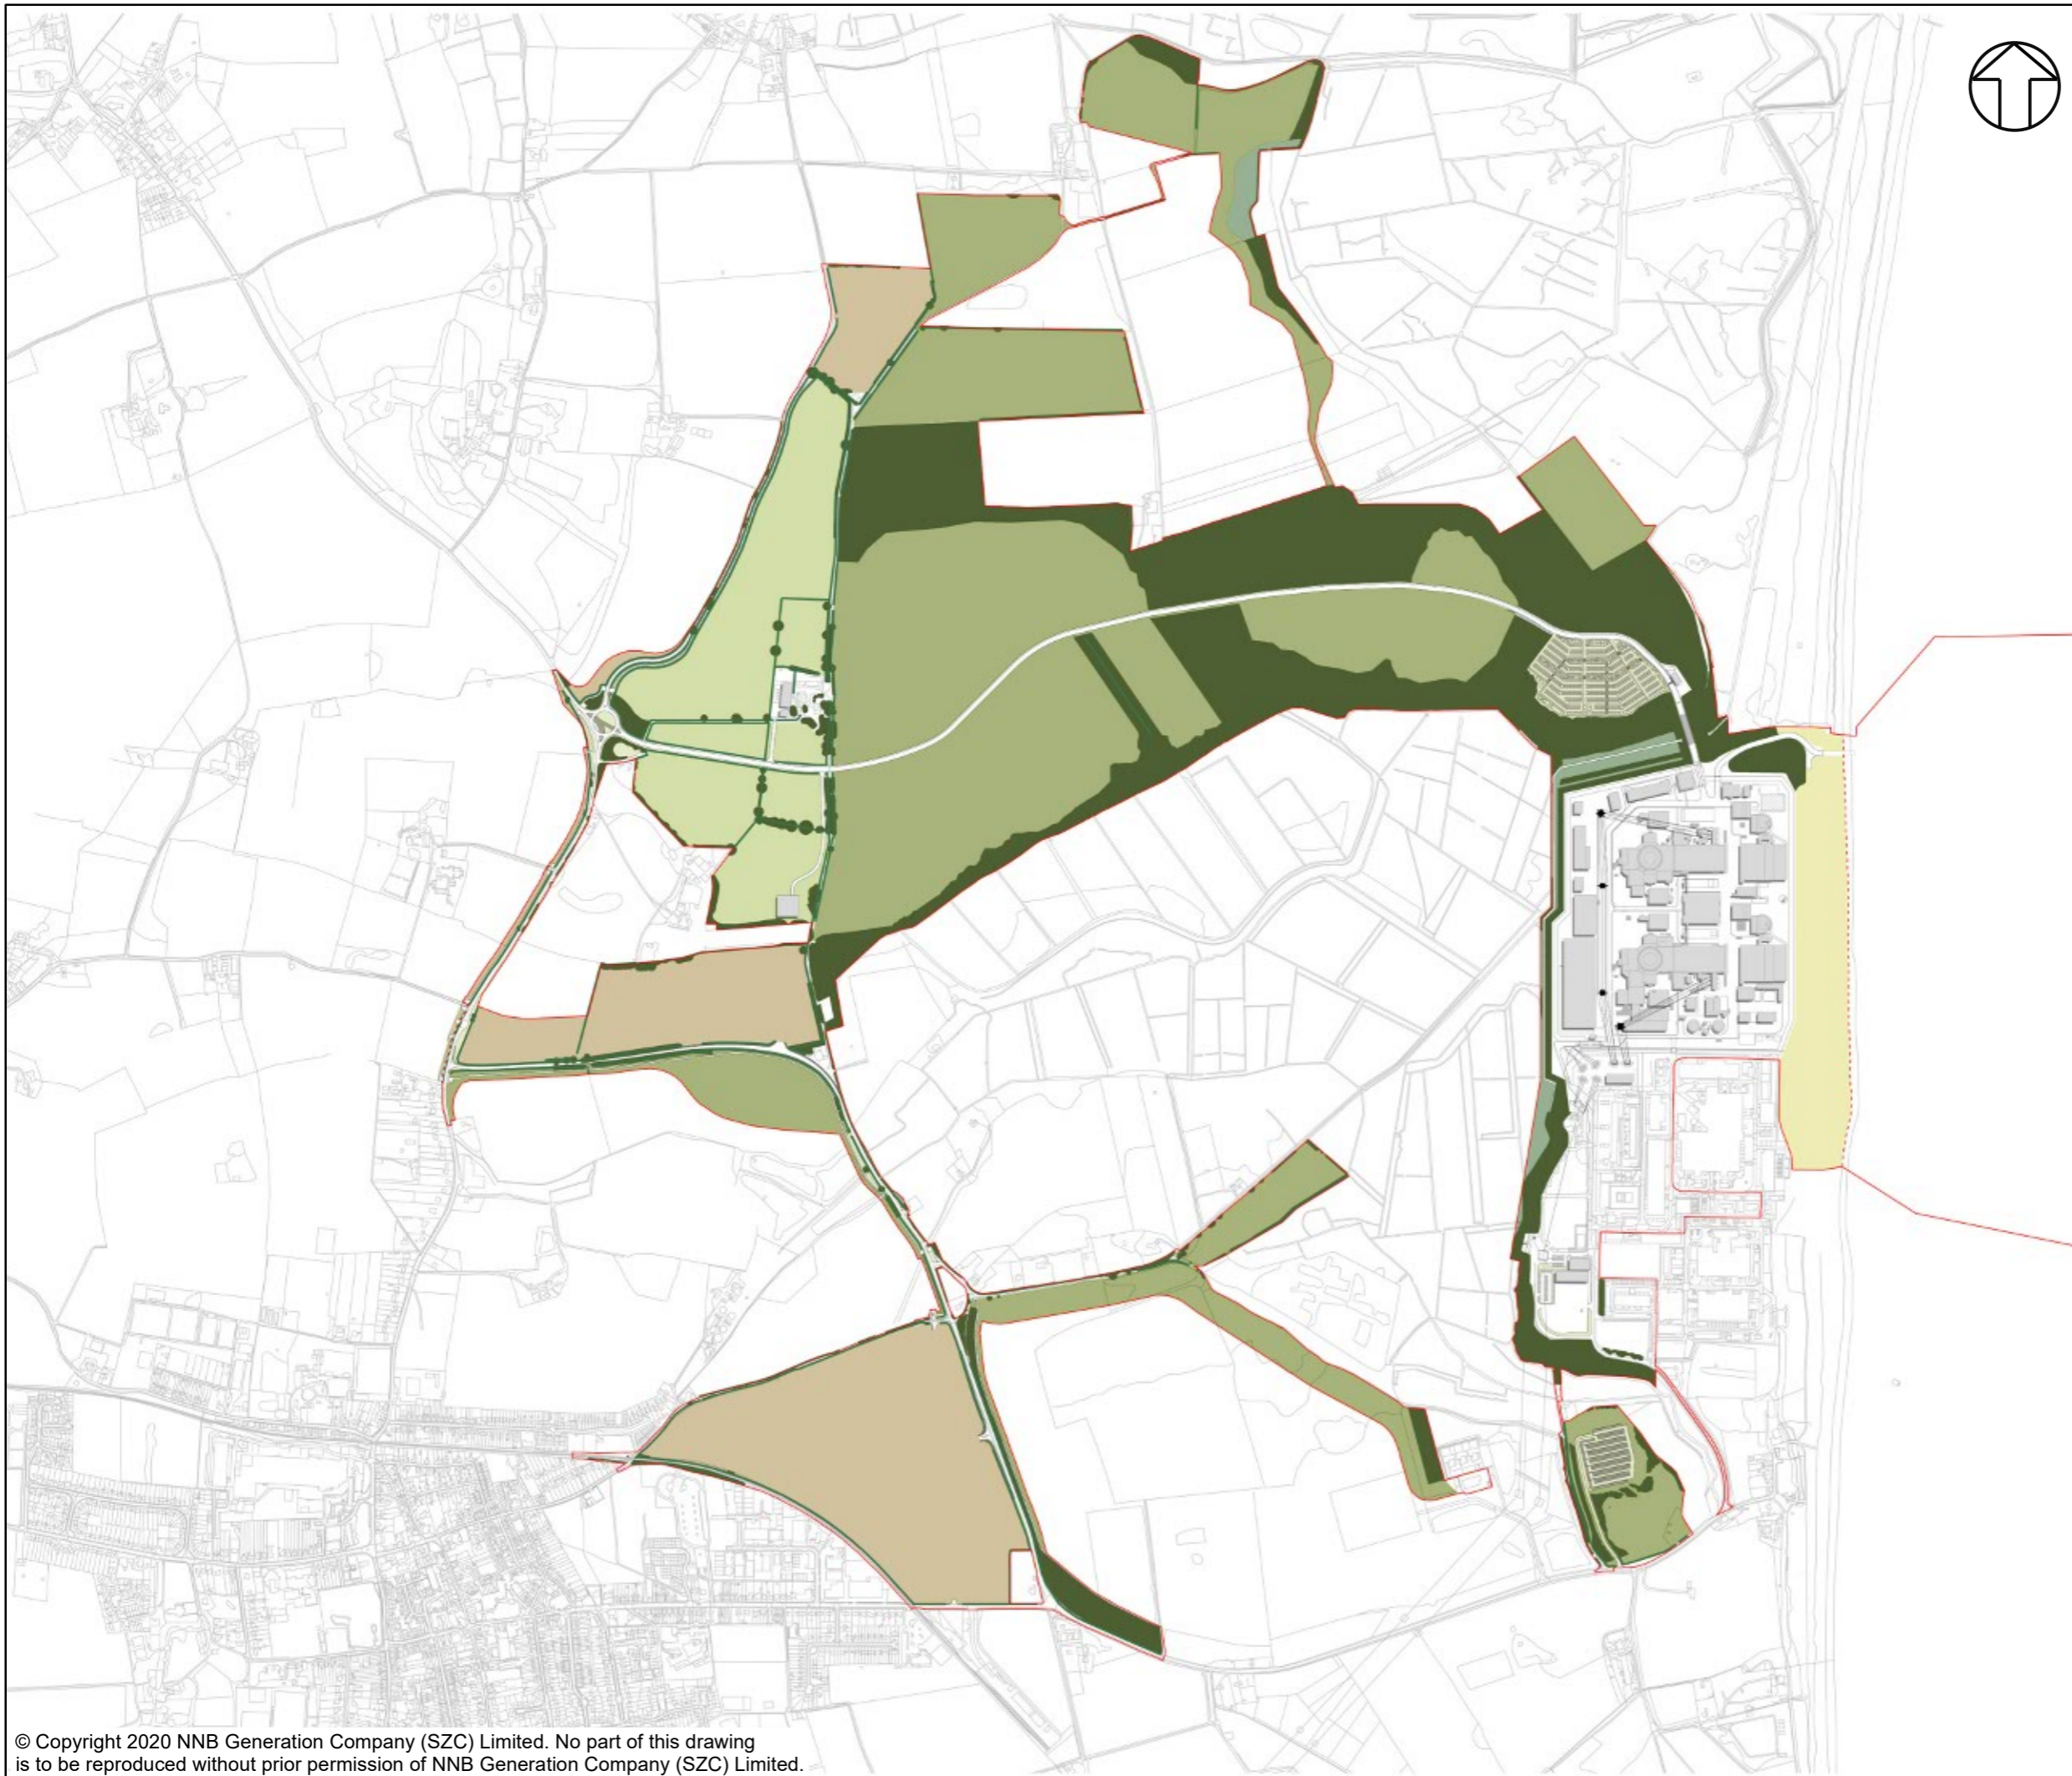 © Copyright 2020 NNB Generation Company (SZC) Limited. No part of this drawing
is to be reproduced without prior permission of NNB Generation Company (SZC) Limited.